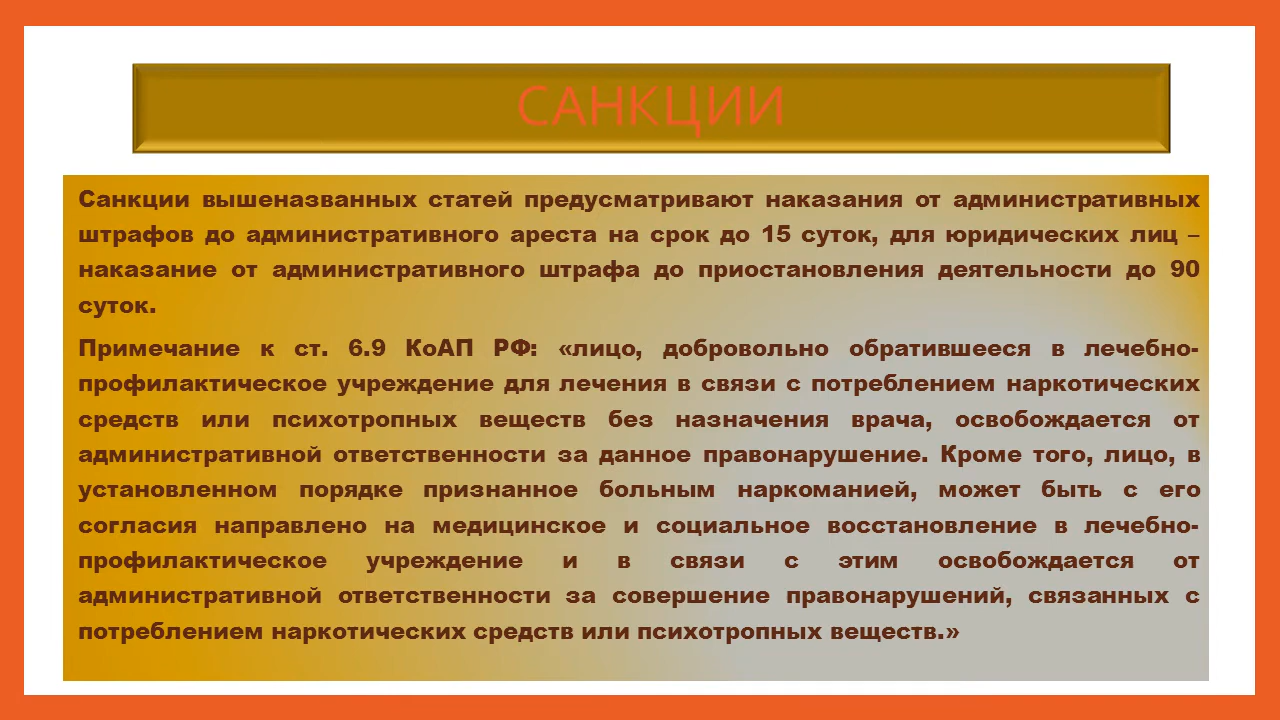 САНКЦИИ
Санкции вышеназванных статей предусматривают наказания от административных
штрафов до административного ареста на срок до 15 суток, для юридических лиц –
наказание от административного штрафа до приостановления деятельности до 90
суток.
Примечание к ст. 6.9 КоАП РФ: «лицо, добровольно обратившееся в лечебно-
профилактическое учреждение для лечения в связи с потреблением наркотических
средств или психотропных веществ без назначения врача, освобождается от
административной ответственности за данное правонарушение. Кроме того, лицо, в
установленном порядке признанное больным наркоманией, может быть с его
согласия направлено на медицинское и социальное восстановление в лечебно-
профилактическое учреждение и в связи с этим освобождается от
административной ответственности за совершение правонарушений, связанных с
потреблением наркотических средств или психотропных веществ.»